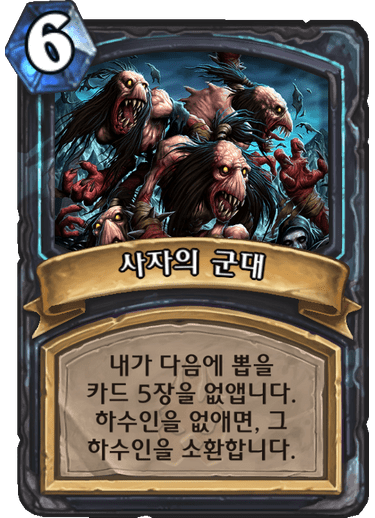 6
사자의 군대
내가 다음에 뽑을
카드 5장을 없앱니다.
하수인을 없애면, 그
하수인을 소환합니다.